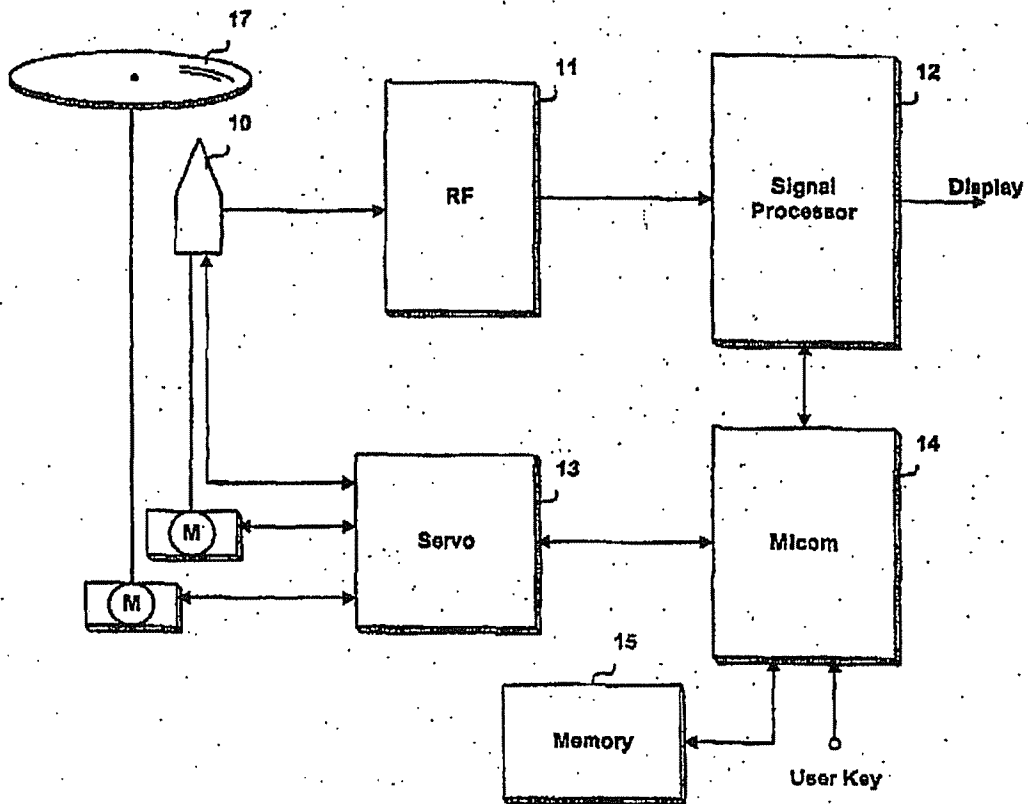 17
10
11
RF
12
Signal
Processor
Display
13
Servo
M
M
14
Micom
15
Memory
User Key